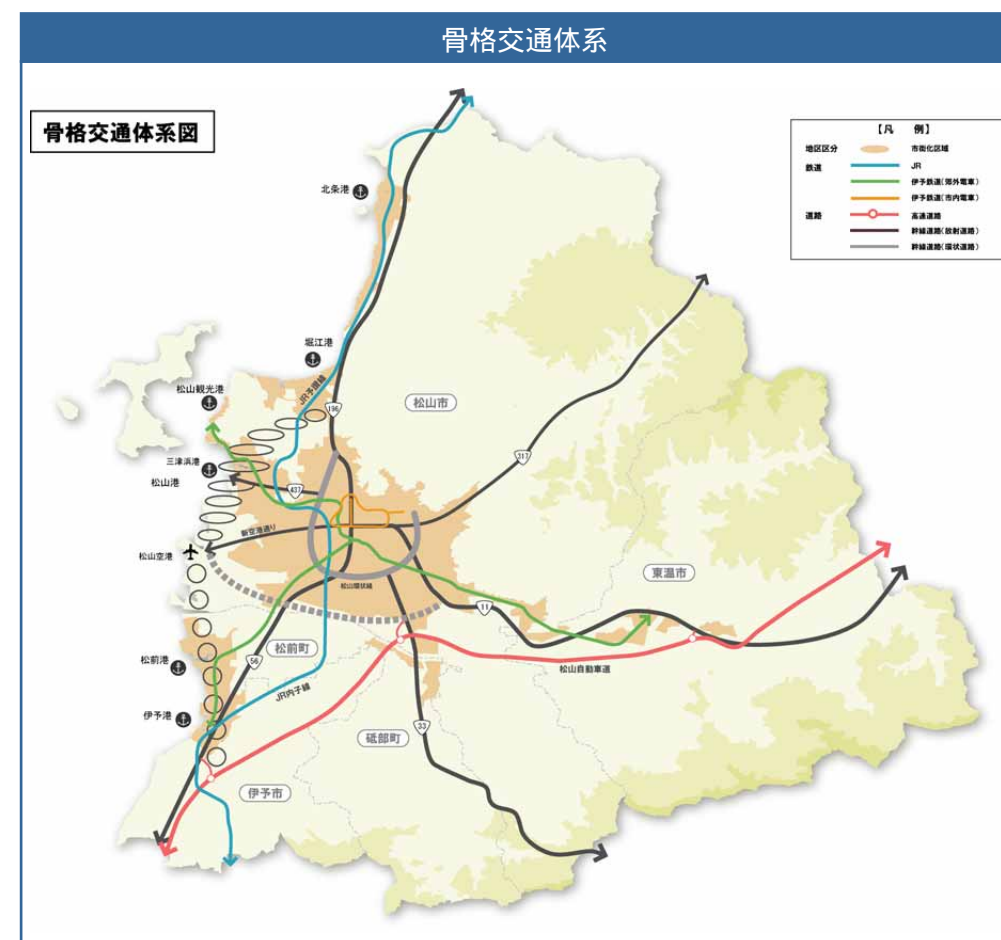 骨格交通体系
骨格交通体系図
【凡 例】
地区区分 市街化区域
鉄道 JR
伊予鉄道(郊外電車)
伊予鉄道(市内電車)
道路 高速道路
幹線道路(放射道路)
幹線道路(環状道路)
北条港
堀江港
松山観光港
JR予讃線
196
松山市
317
三津浜港
松山港
437
新空港通り
松山空港
東温市
松山環状線
11
松前町
松山自動車道
松前港
56
JR内子線
伊予港
33
砥部町
伊予市